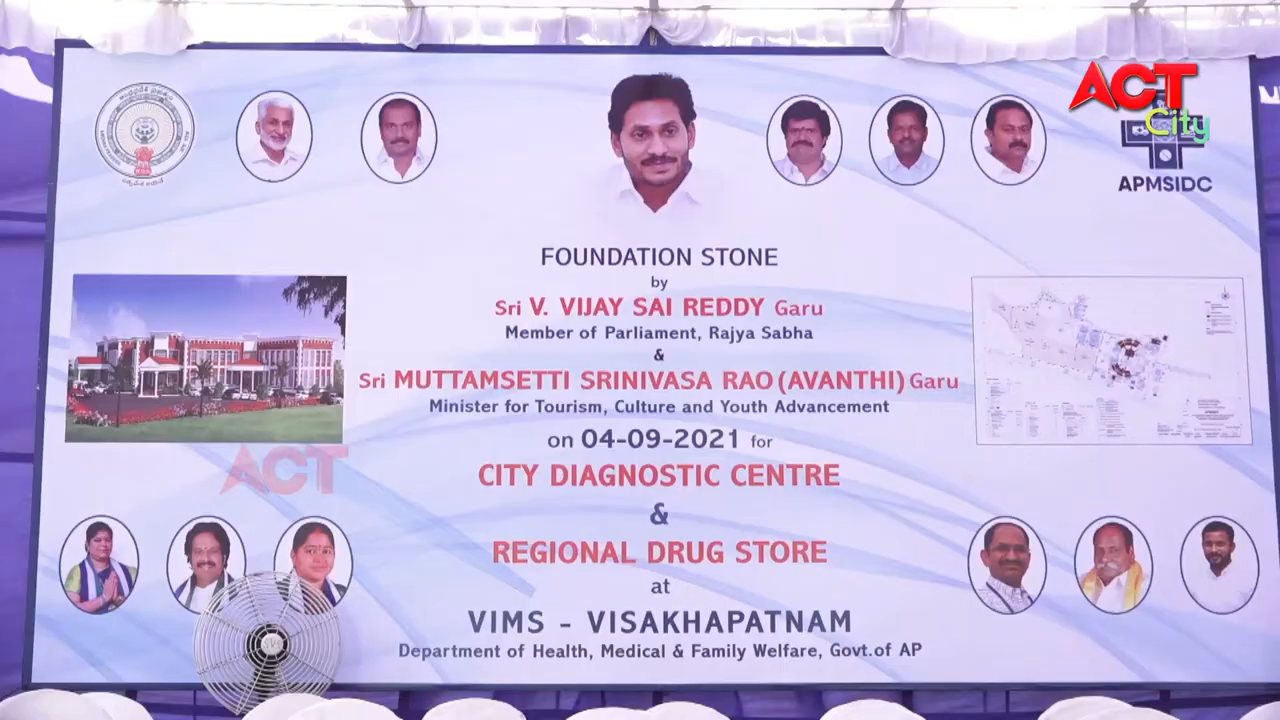 ACT
City
APMSIDC
FOUNDATION STONE
by
Sri V. VIJAY SAI REDDY Garu
Member of Parliament, Rajya Sabha
&
Sri MUTTAMSETTI SRINIVASA RAO (AVANTHI) Garu
Minister for Tourism, Culture and Youth Advancement
on 04-09-2021 for
ACT
CITY DIAGNOSTIC CENTRE
&
REGIONAL DRUG STORE
at
VIMS - VISAKHAPATNAM
Department of Health, Medical & Family Welfare, Govt.of AP